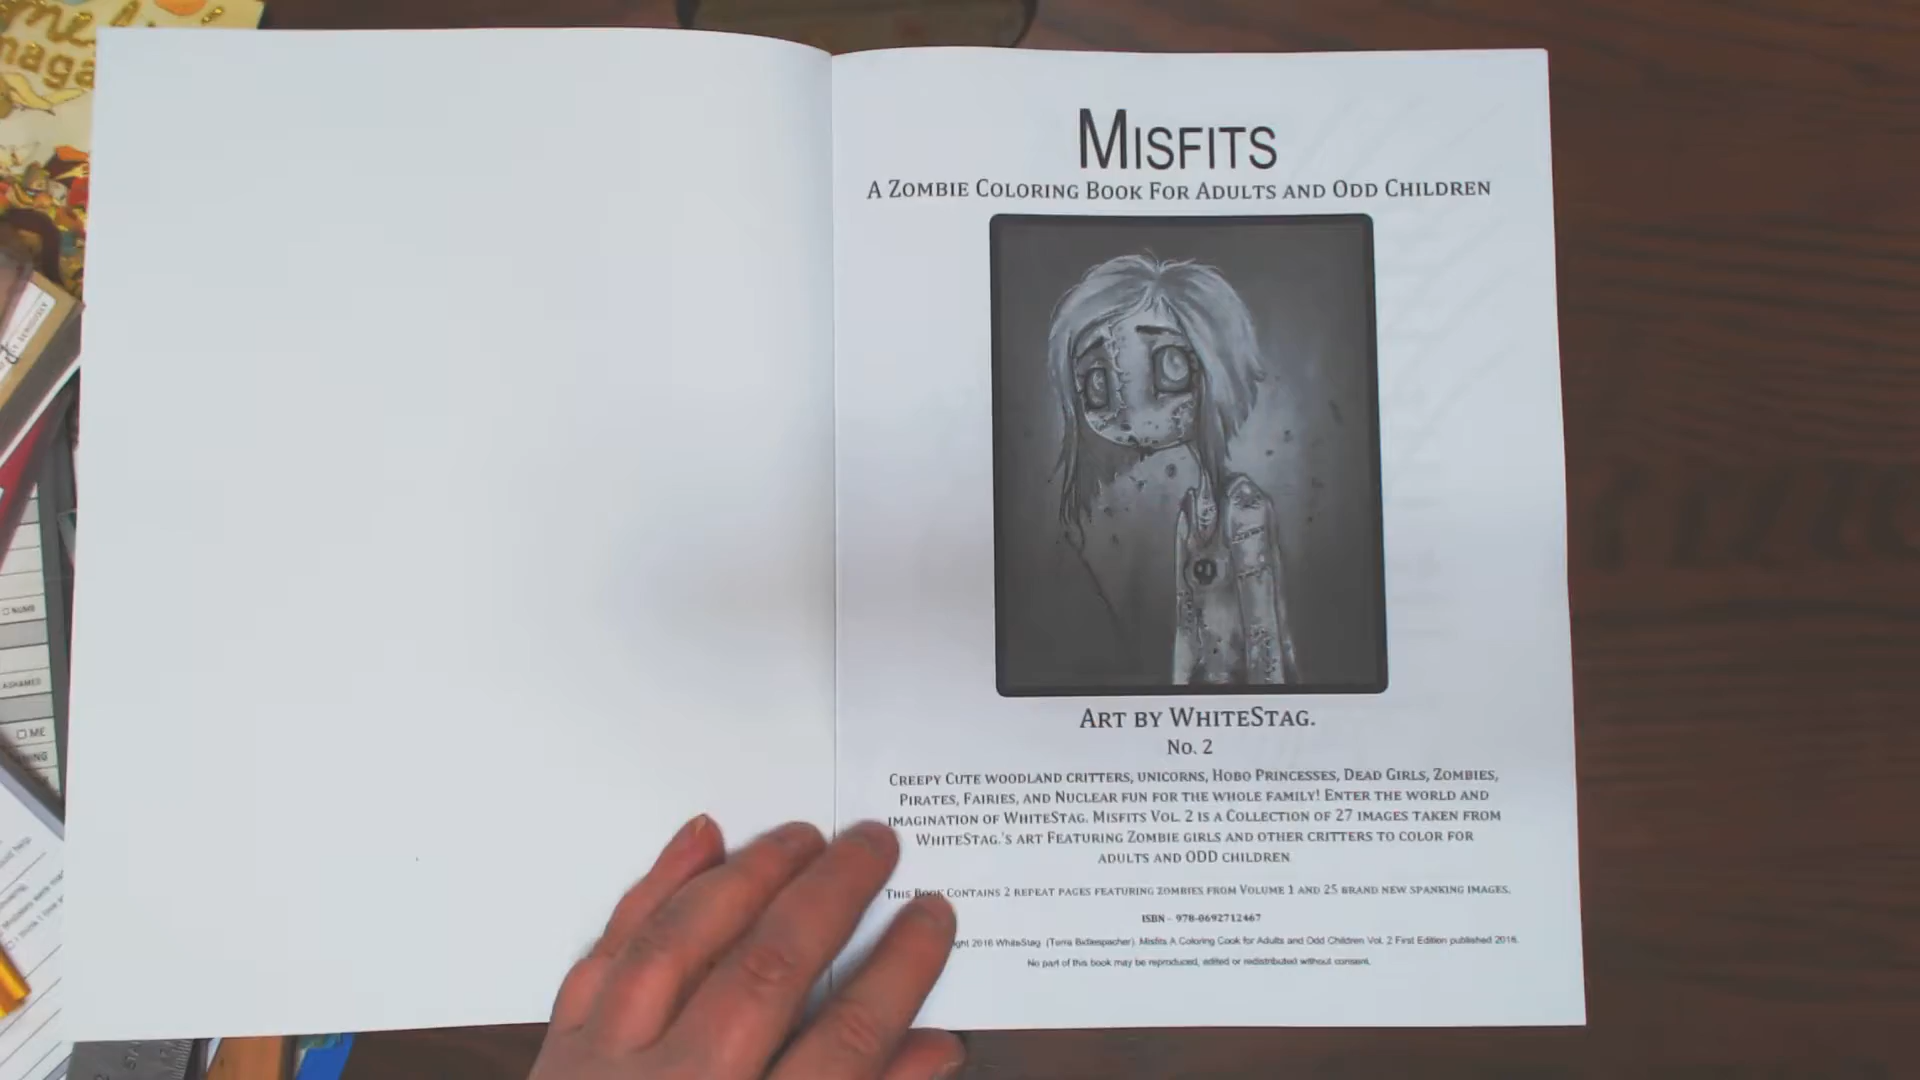 MISFITS
A ZOMBIE COLORING BOOK FOR ADULTS AND ODD CHILDREN
ART BY WHITESTAG.
NO. 2
CREEPY CUTE WOODLAND CRITTERS, UNICORNS, HOBO PRINCESSES, DEAD GIRLS, ZOMBIES,
PIRATES, FAIRIES, AND NUCLEAR FUN FOR THE WHOLE FAMILY! ENTER THE WORLD AND
IMAGINATION OF WHITESTAG. MISFITS VOL. 2 IS A COLLECTION OF 27 IMAGES TAKEN FROM
WHITESTAG.'S ART FEATURING ZOMBIE GIRLS AND OTHER CRITTERS TO COLOR FOR
ADULTS AND ODD CHILDREN
THIS BOOK CONTAINS 2 REPEAT PAGES FEATURING ZOMBIES FROM VOLUME 1 AND 25 BRAND NEW SPANKING IMAGES.
ISBN - 978-0692712467
2016 WhiteStag. (Terra Bidlespacher). Misfits A Coloring Cook for Adults and Odd Children Vol. 2 First Edition published 2016.
No part of this book may be reproduced, edited or redistributed without consent.
NUMB
ASHAMED
ME